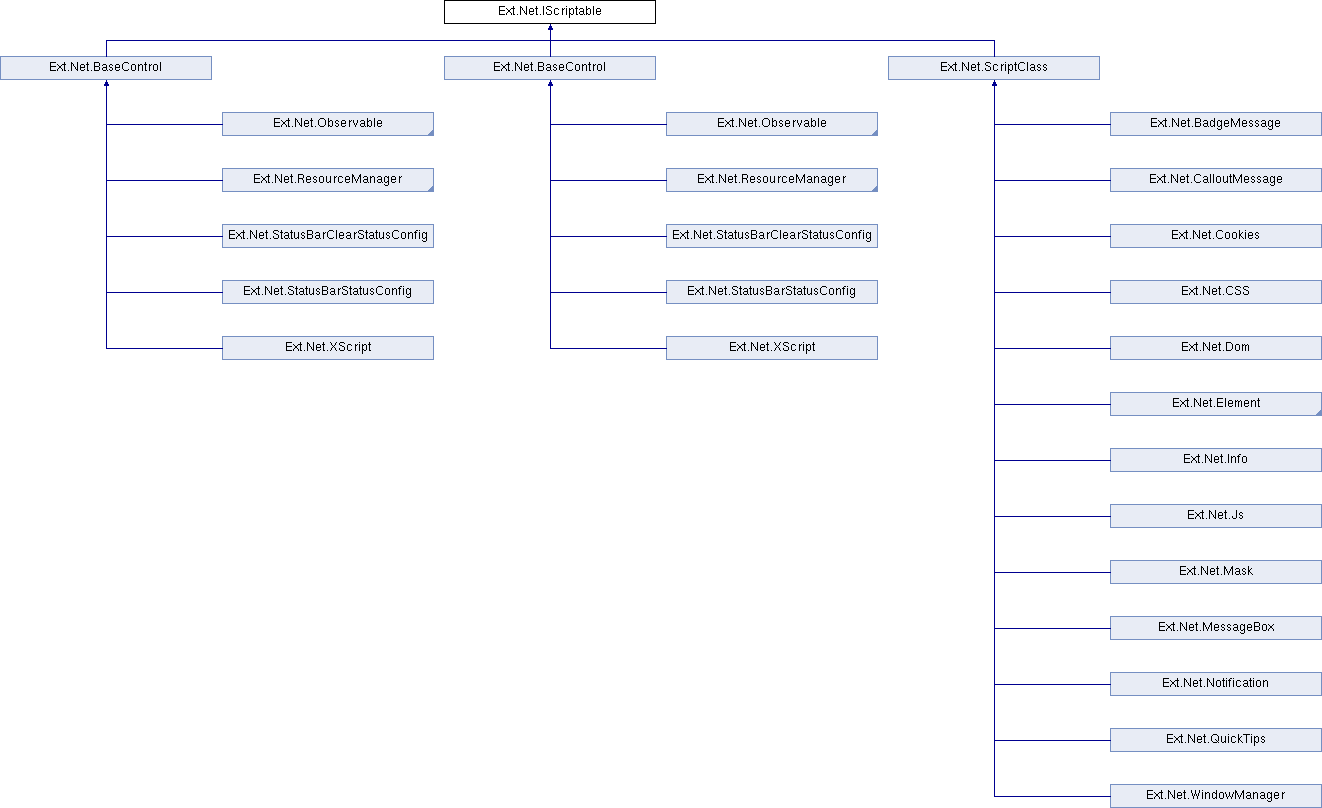 Ext.Net.IScriptable
Ext.Net.BaseControl
Ext.Net.BaseControl
Ext.Net.ScriptClass
Ext.Net.Observable
Ext.Net.Observable
Ext.Net.BadgeMessage
Ext.Net.ResourceManager
Ext.Net.ResourceManager
Ext.Net.CalloutMessage
Ext.Net.StatusBarClearStatusConfig
Ext.Net.StatusBarClearStatusConfig
Ext.Net.Cookies
Ext.Net.StatusBarStatusConfig
Ext.Net.StatusBarStatusConfig
Ext.Net.CSS
Ext.Net.XScript
Ext.Net.XScript
Ext.Net.Dom
Ext.Net.Element
Ext.Net.Info
Ext.Net.Js
Ext.Net.Mask
Ext.Net.MessageBox
Ext.Net.Notification
Ext.Net.QuickTips
Ext.Net.WindowManager